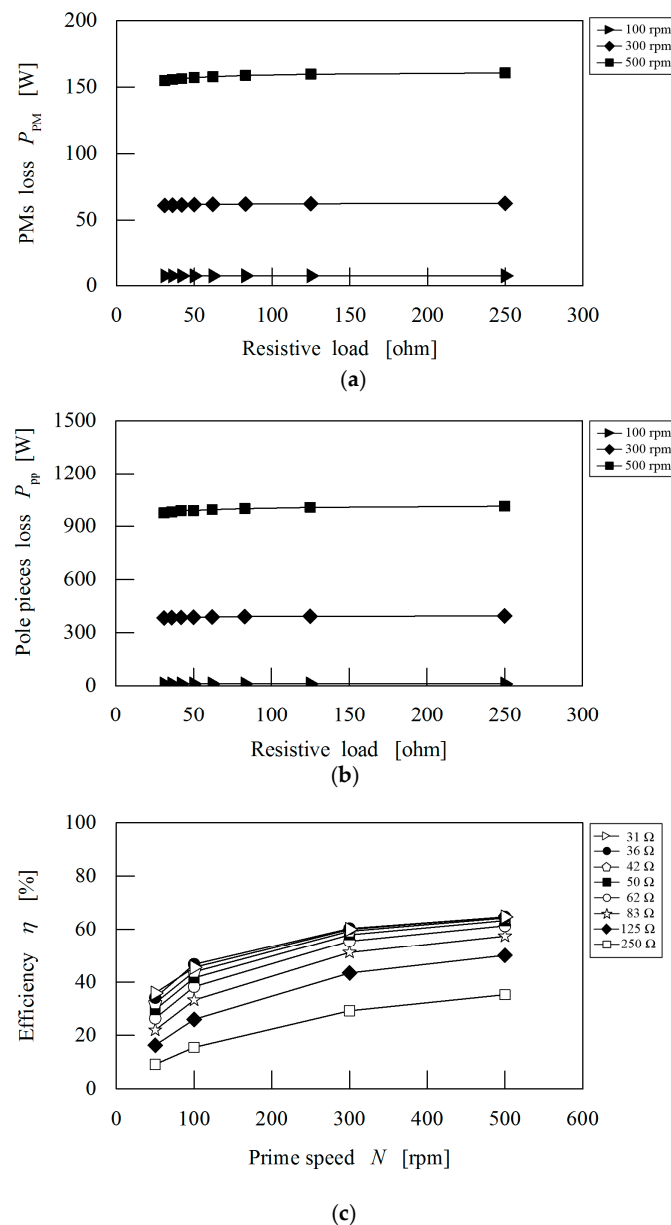 200
150
100
50
0
PMs loss P_PM [W]
0 50 100 150 200 250 300
Resistive load [ohm]
100 rpm
300 rpm
500 rpm
(a)
1500
1200
900
600
300
0
Pole pieces loss P_pp [W]
0 50 100 150 200 250 300
Resistive load [ohm]
100 rpm
300 rpm
500 rpm
(b)
100
80
60
40
20
0
Efficiency η [%]
0 100 200 300 400 500 600
Prime speed N [rpm]
31 Ω
36 Ω
42 Ω
50 Ω
62 Ω
83 Ω
125 Ω
250 Ω
(c)